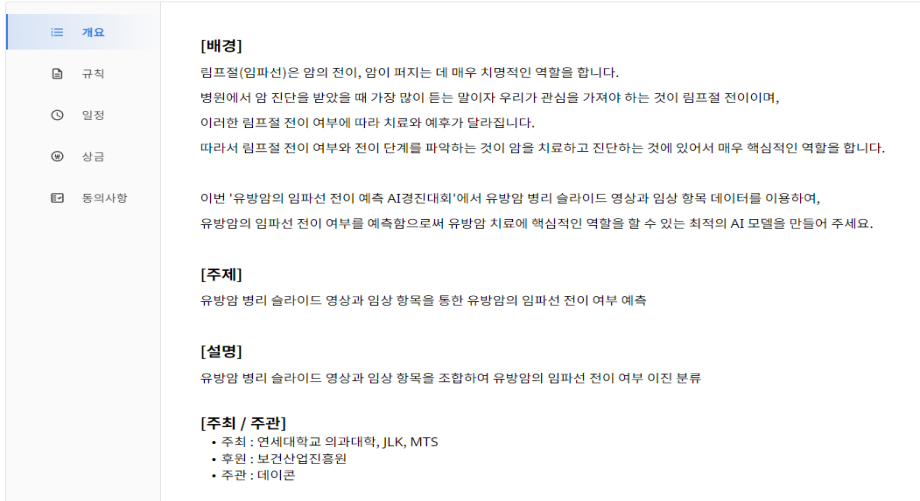 개요
규칙
일정
상금
동의사항
[배경]
림프절(임파선)은 암의 전이, 암이 퍼지는 데 매우 치명적인 역할을 합니다.
병원에서 암 진단을 받았을 때 가장 많이 듣는 말이자 우리가 관심을 가져야 하는 것이 림프절 전이이며,
이러한 림프절 전이 여부에 따라 치료와 예후가 달라집니다.
따라서 림프절 전이 여부와 전이 단계를 파악하는 것이 암을 치료하고 진단하는 것에 있어서 매우 핵심적인 역할을 합니다.
이번 '유방암의 임파선 전이 예측 AI경진대회'에서 유방암 병리 슬라이드 영상과 임상 항목 데이터를 이용하여,
유방암의 임파선 전이 여부를 예측함으로써 유방암 치료에 핵심적인 역할을 할 수 있는 최적의 AI 모델을 만들어 주세요.
[주제]
유방암 병리 슬라이드 영상과 임상 항목을 통한 유방암의 임파선 전이 여부 예측
[설명]
유방암 병리 슬라이드 영상과 임상 항목을 조합하여 유방암의 임파선 전이 여부 이진 분류
[주최 / 주관]
• 주최 : 연세대학교 의과대학, JLK, MTS
• 후원 : 보건산업진흥원
• 주관 : 데이콘